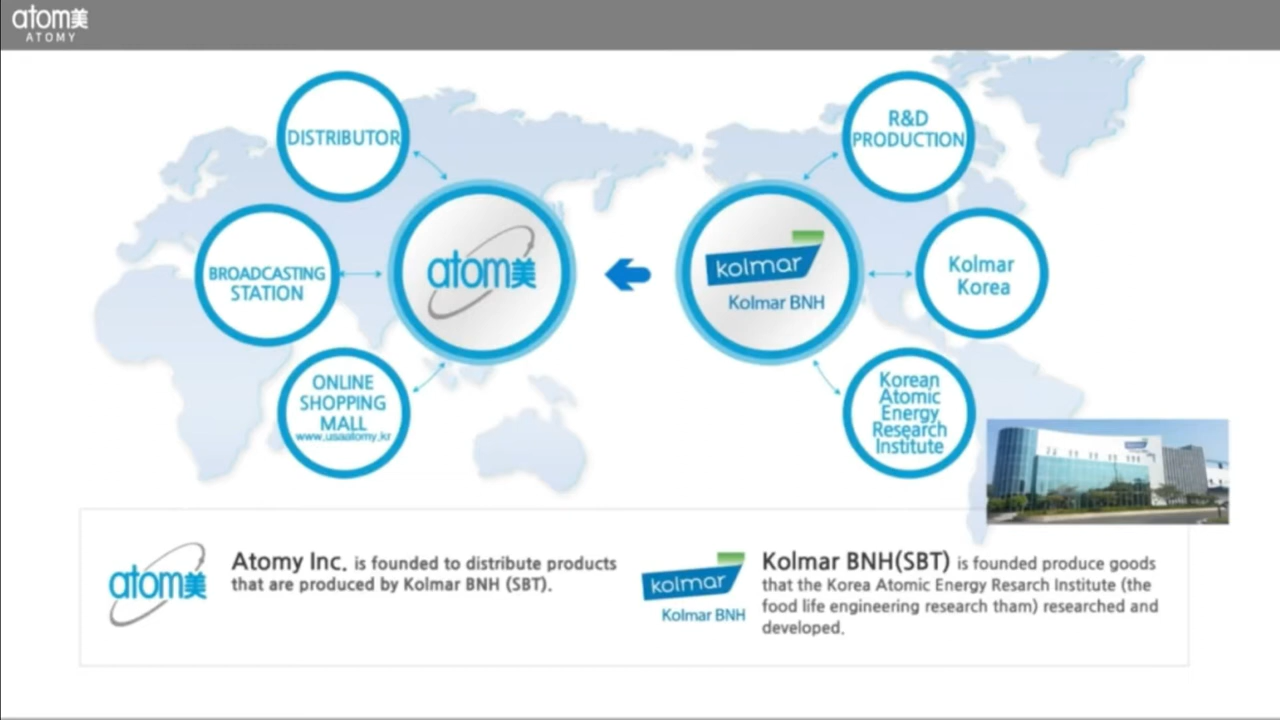 atom美
ATOMY
DISTRIBUTOR
BROADCASTING
STATION
ONLINE
SHOPPING
MALL
www.usaatomy.kr
atom美
kolmar
Kolmar BNH
R&D
PRODUCTION
Kolmar
Korea
Korean
Atomic
Energy
Research
Institute
atom美
Atomy Inc. is founded to distribute products
that are produced by Kolmar BNH (SBT).
kolmar
Kolmar BNH
Kolmar BNH(SBT) is founded produce goods
that the Korea Atomic Energy Resarch Institute (the
food life engineering research tham) researched and
developed.